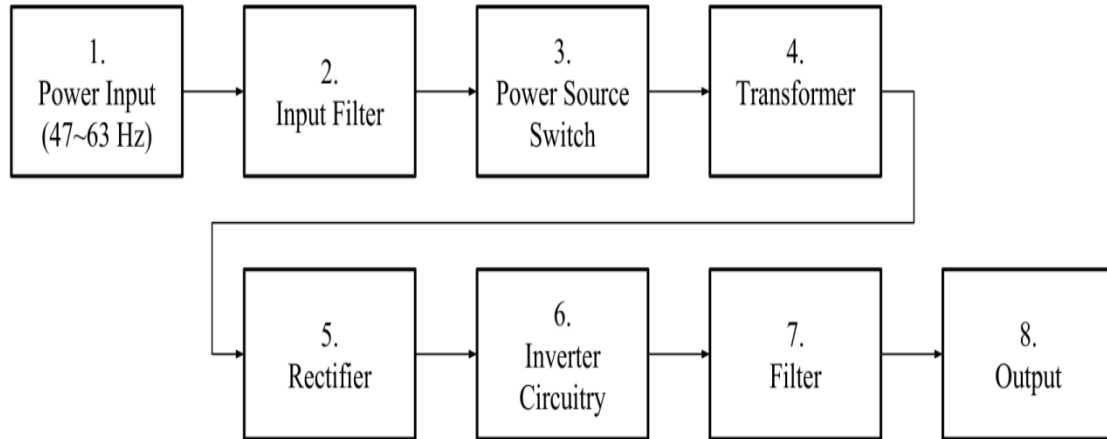 1.
Power Input
(47~63 Hz)
2.
Input Filter
3.
Power Source
Switch
4.
Transformer
5.
Rectifier
6.
Inverter
Circuitry
7.
Filter
8.
Output